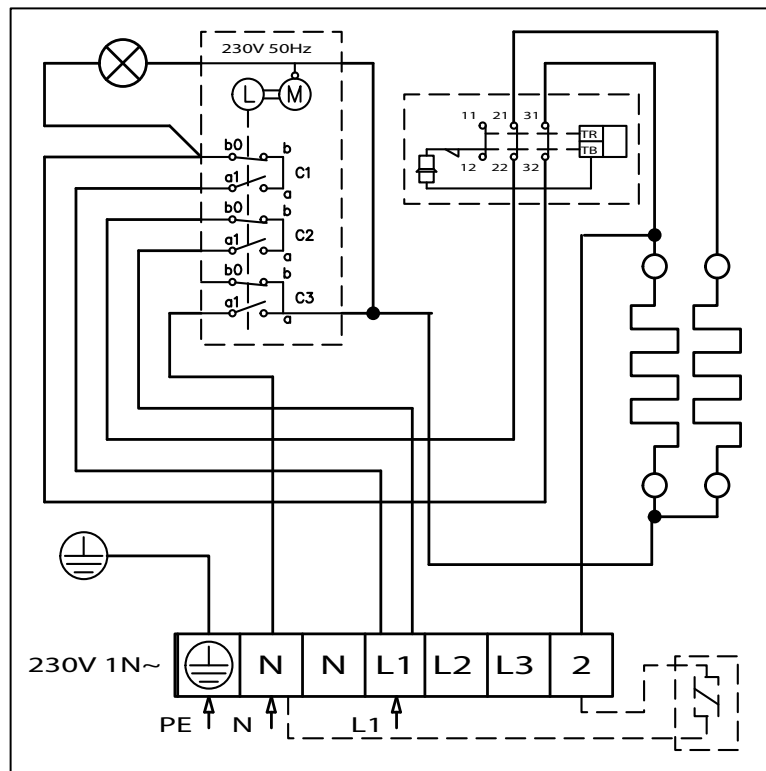 230V 50Hz
L M
11 21 31
TR
TB
12 22 32
b0 b
C1
a1 a
b0 b
C2
a1 a
b0 b
C3
a1 a
230V 1N~ N N L1 L2 L3 2
PE N L1